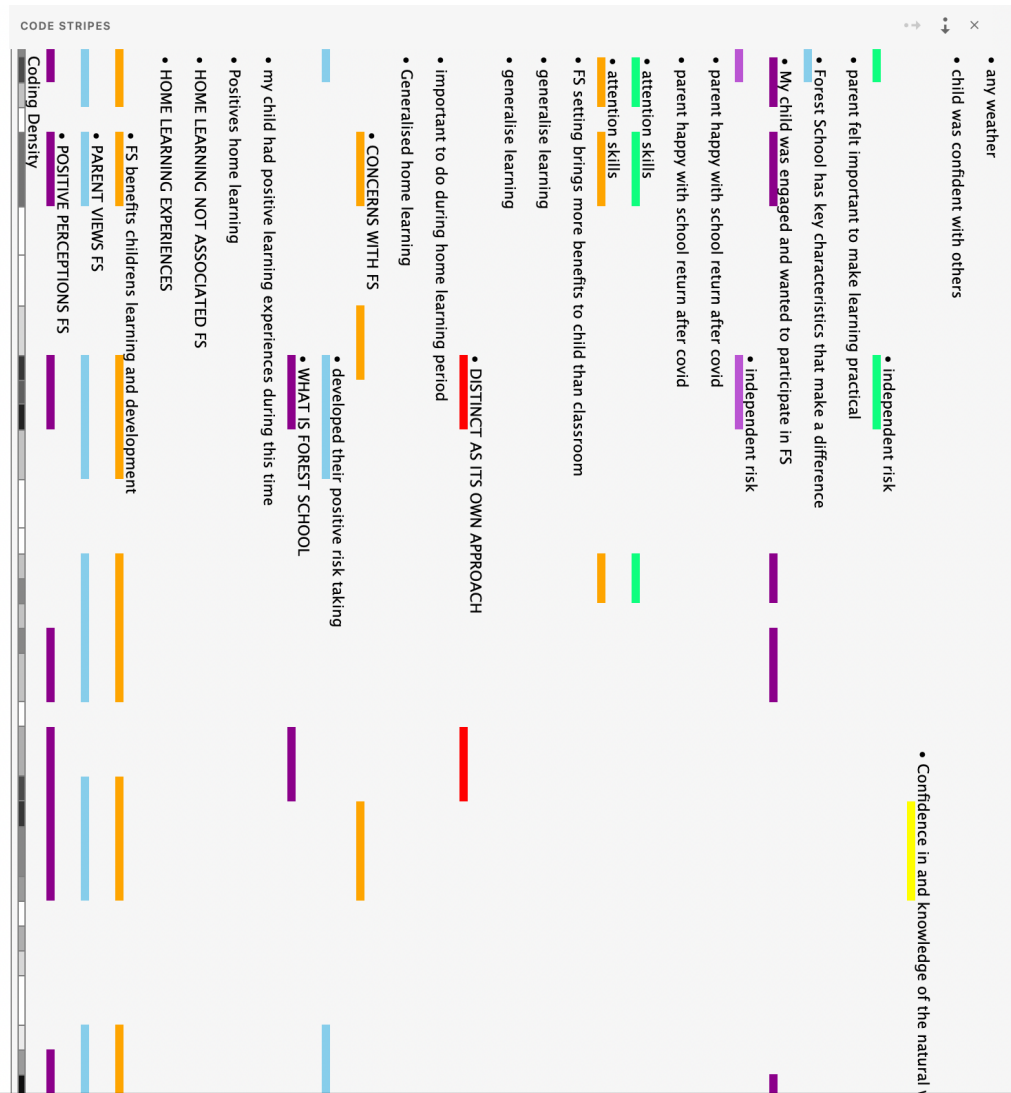 CODE STRIPES
Coding Density
• POSITIVE PERCEPTIONS FS
• PARENT VIEWS FS
• FS benefits childrens learning and development
• HOME LEARNING EXPERIENCES
• HOME LEARNING NOT ASSOCIATED FS
• Positives home learning
• my child had positive learning experiences during this time
• WHAT IS FOREST SCHOOL
• developed their positive risk taking
• CONCERNS WITH FS
• Generalised home learning
• important to do during home learning period
• DISTINCT AS ITS OWN APPROACH
• generalise learning
• generalise learning
• FS setting brings more benefits to child than classroom
• attention skills
• attention skills
• parent happy with school return after covid
• parent happy with school return after covid
• independent risk
• My child was engaged and wanted to participate in FS
• Forest School has key characteristics that make a difference
• parent felt important to make learning practical
• independent risk
• Confidence in and knowledge of the natural
• child was confident with others
• any weather